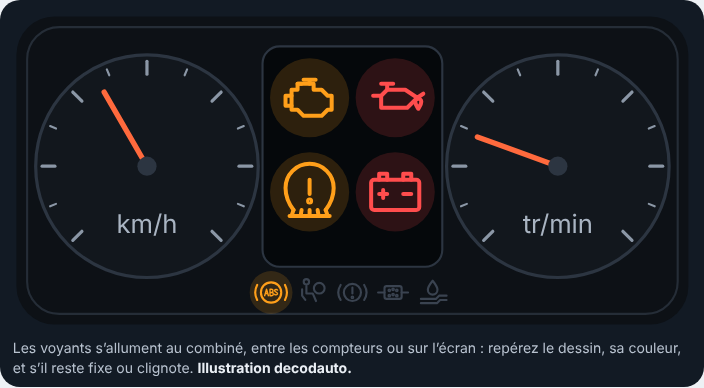 km/h
tr/min
ABS
Les voyants s’allument au combiné, entre les compteurs ou sur l’écran : repérez le dessin, sa couleur,
et s’il reste fixe ou clignote. Illustration decodauto.